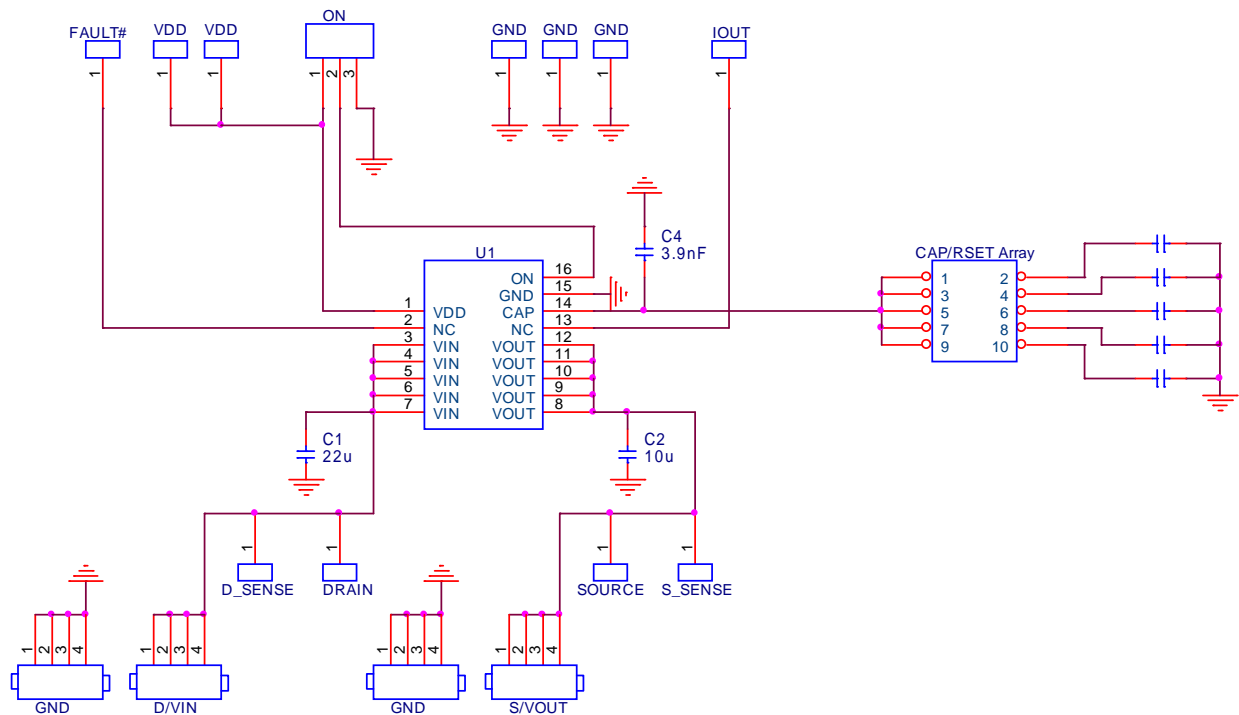 ON
FAULT# VDD VDD GND GND GND IOUT
1 1 1 1 2 3 1 1 1 1
C4
3.9nF
U1
CAP/RSET Array
ON 16
GND 15
1 VDD CAP 14
2 NC NC 13
3 VIN VOUT 12
4 VIN VOUT 11
5 VIN VOUT 10
6 VIN VOUT 9
7 VIN VOUT 8
1 2
3 4
5 6
7 8
9 10
C1
22u
C2
10u
1 1 1 1
D_SENSE DRAIN SOURCE S_SENSE
1 2 3 4 1 2 3 4 1 2 3 4 1 2 3 4
GND D/VIN GND S/VOUT